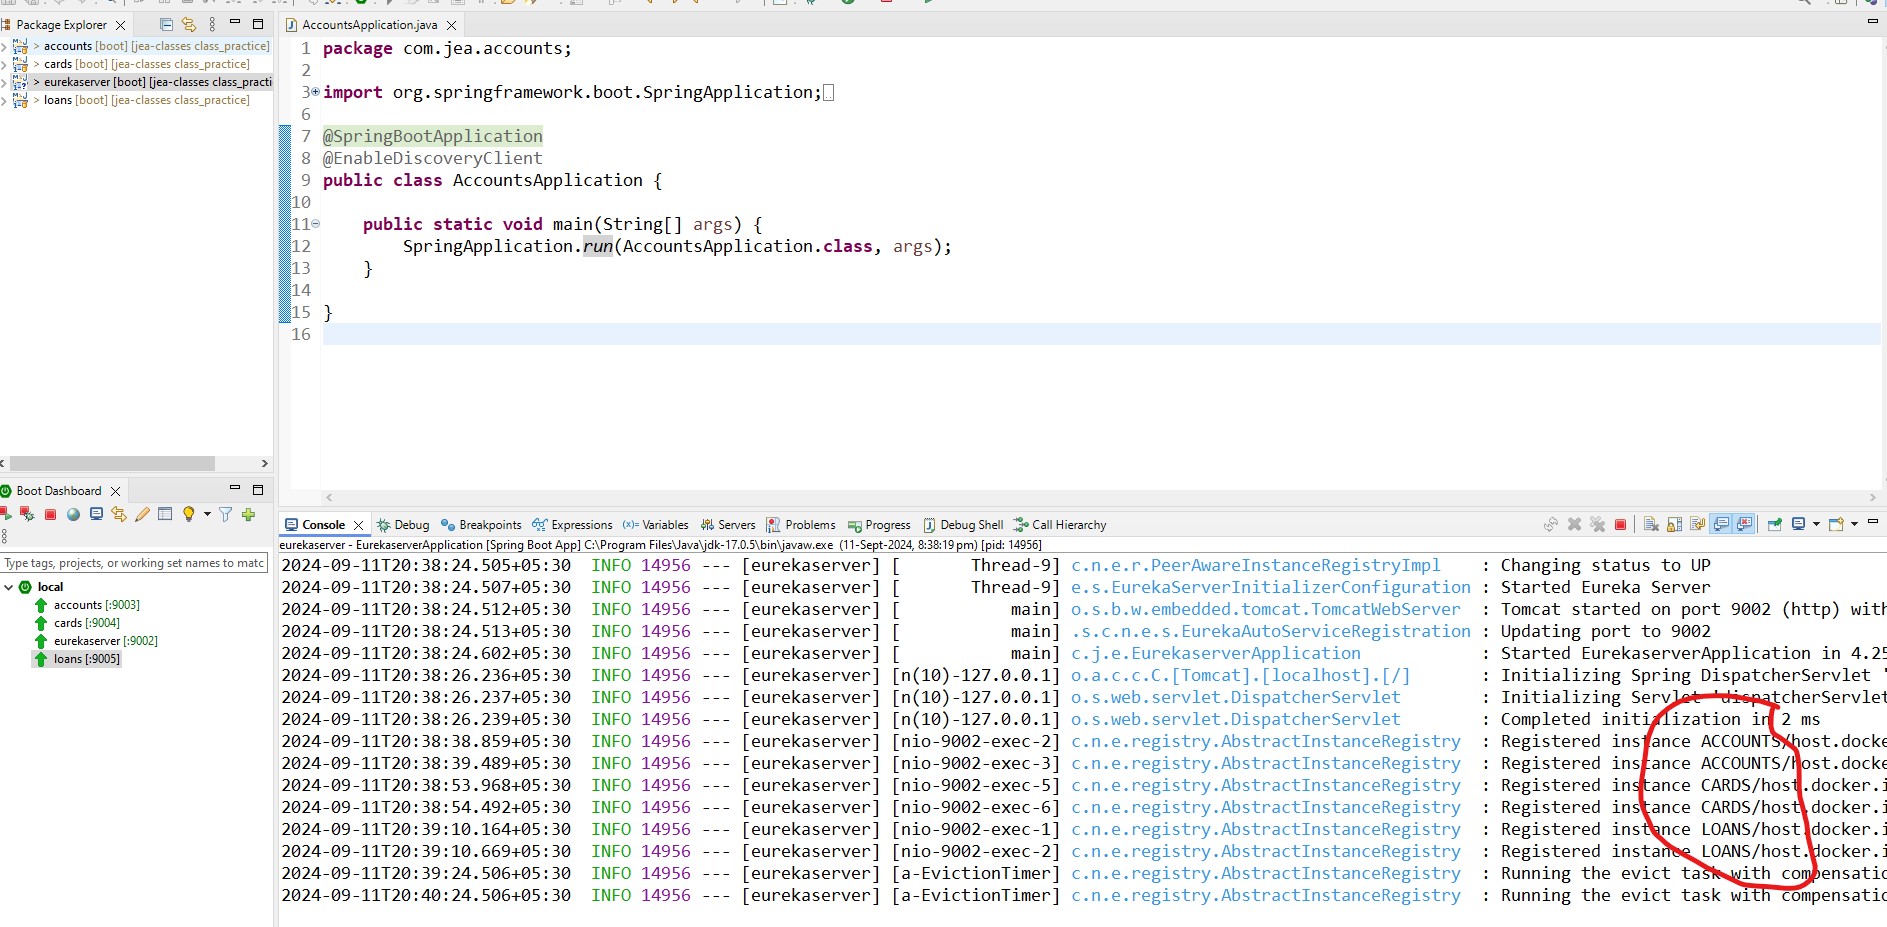 Package Explorer
> accounts [boot] [jea-classes class_practice]
> cards [boot] [jea-classes class_practice]
> eurekaserver [boot] [jea-classes class_practi
> loans [boot] [jea-classes class_practice]
AccountsApplication.java
1 package com.jea.accounts;
2
3 import org.springframework.boot.SpringApplication;
6
7 @SpringBootApplication
8 @EnableDiscoveryClient
9 public class AccountsApplication {
10
11 public static void main(String[] args) {
12 SpringApplication.run(AccountsApplication.class, args);
13 }
14
15 }
16
Boot Dashboard
Type tags, projects, or working set names to matc
local
accounts [:9003]
cards [:9004]
eurekaserver [:9002]
loans [:9005]
Console Debug Breakpoints Expressions (x)= Variables Servers Problems Progress Debug Shell Call Hierarchy
eurekaserver - EurekaserverApplication [Spring Boot App] C:\Program Files\Java\jdk-17.0.5\bin\javaw.exe (11-Sept-2024, 8:38:19 pm) [pid: 14956]
2024-09-11T20:38:24.505+05:30 INFO 14956 --- [eurekaserver] [ Thread-9] c.n.e.r.PeerAwareInstanceRegistryImpl : Changing status to UP
2024-09-11T20:38:24.507+05:30 INFO 14956 --- [eurekaserver] [ Thread-9] e.s.EurekaServerInitializerConfiguration : Started Eureka Server
2024-09-11T20:38:24.512+05:30 INFO 14956 --- [eurekaserver] [ main] o.s.b.w.embedded.tomcat.TomcatWebServer : Tomcat started on port 9002 (http) with
2024-09-11T20:38:24.513+05:30 INFO 14956 --- [eurekaserver] [ main] .s.c.n.e.s.EurekaAutoServiceRegistration : Updating port to 9002
2024-09-11T20:38:24.602+05:30 INFO 14956 --- [eurekaserver] [ main] c.j.e.EurekaserverApplication : Started EurekaserverApplication in 4.25
2024-09-11T20:38:26.236+05:30 INFO 14956 --- [eurekaserver] [n(10)-127.0.0.1] o.a.c.c.C.[Tomcat].[localhost].[/] : Initializing Spring DispatcherServlet '
2024-09-11T20:38:26.237+05:30 INFO 14956 --- [eurekaserver] [n(10)-127.0.0.1] o.s.web.servlet.DispatcherServlet : Initializing Servlet 'dispatcherServlet
2024-09-11T20:38:26.239+05:30 INFO 14956 --- [eurekaserver] [n(10)-127.0.0.1] o.s.web.servlet.DispatcherServlet : Completed initialization in 2 ms
2024-09-11T20:38:38.859+05:30 INFO 14956 --- [eurekaserver] [nio-9002-exec-2] c.n.e.registry.AbstractInstanceRegistry : Registered instance ACCOUNTS/host.docke
2024-09-11T20:38:39.489+05:30 INFO 14956 --- [eurekaserver] [nio-9002-exec-3] c.n.e.registry.AbstractInstanceRegistry : Registered instance ACCOUNTS/host.docke
2024-09-11T20:38:53.968+05:30 INFO 14956 --- [eurekaserver] [nio-9002-exec-5] c.n.e.registry.AbstractInstanceRegistry : Registered instance CARDS/host.docker.i
2024-09-11T20:38:54.492+05:30 INFO 14956 --- [eurekaserver] [nio-9002-exec-6] c.n.e.registry.AbstractInstanceRegistry : Registered instance CARDS/host.docker.i
2024-09-11T20:39:10.164+05:30 INFO 14956 --- [eurekaserver] [nio-9002-exec-1] c.n.e.registry.AbstractInstanceRegistry : Registered instance LOANS/host.docker.i
2024-09-11T20:39:10.669+05:30 INFO 14956 --- [eurekaserver] [nio-9002-exec-2] c.n.e.registry.AbstractInstanceRegistry : Registered instance LOANS/host.docker.i
2024-09-11T20:39:24.506+05:30 INFO 14956 --- [eurekaserver] [a-EvictionTimer] c.n.e.registry.AbstractInstanceRegistry : Running the evict task with compensatio
2024-09-11T20:40:24.506+05:30 INFO 14956 --- [eurekaserver] [a-EvictionTimer] c.n.e.registry.AbstractInstanceRegistry : Running the evict task with compensatio